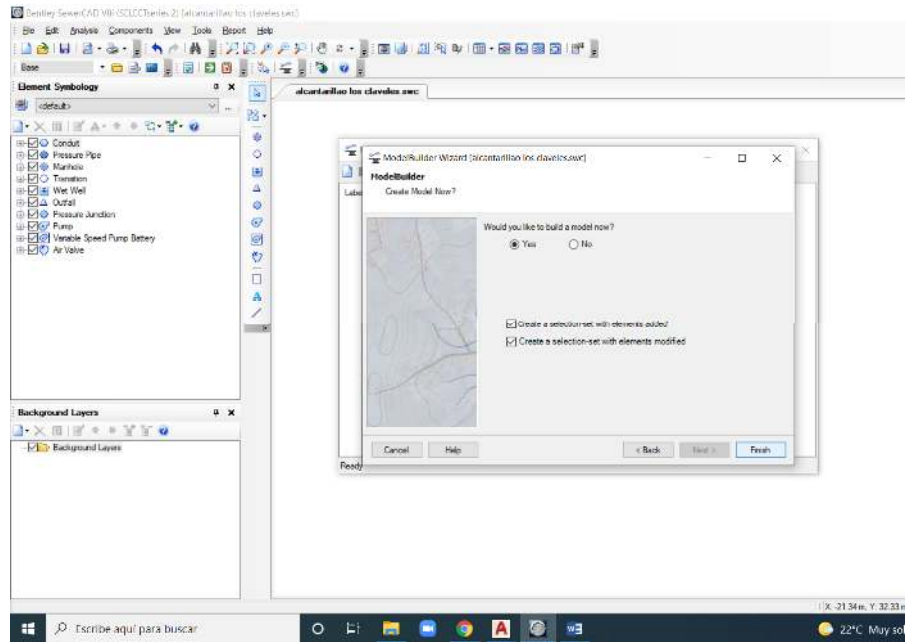 Bentley SewerCAD V8i (SELECTseries 2) [alcantarillao los claveles.swc]
File Edit Analysis Components View Tools Report Help
Base
Element Symbology
<default>
Conduit
Pressure Pipe
Manhole
Transition
Wet Well
Outfall
Pressure Junction
Pump
Variable Speed Pump Battery
Air Valve
Background Layers
Background Layers
alcantarillao los claveles.swc
ModelBuilder Wizard [alcantarillao los claveles.swc]
ModelBuilder
Create Model Now?
Would you like to build a model now?
Yes No
Create a selection-set with elements added
Create a selection-set with elements modified
Cancel Help < Back Next > Finish
Ready
X: -21.34 m, Y: 32.33 m
Escribe aquí para buscar
22°C Muy sol